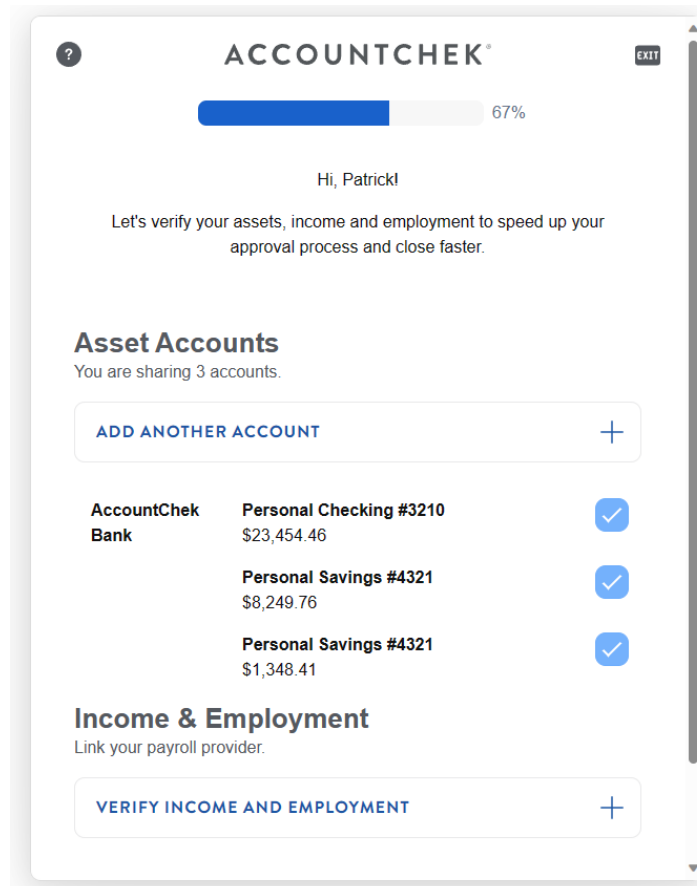 ?
ACCOUNTCHEK®
EXIT
67%
Hi, Patrick!
Let's verify your assets, income and employment to speed up your
approval process and close faster.
Asset Accounts
You are sharing 3 accounts.
ADD ANOTHER ACCOUNT
AccountChek
Bank
Personal Checking #3210
$23,454.46
Personal Savings #4321
$8,249.76
Personal Savings #4321
$1,348.41
Income & Employment
Link your payroll provider.
VERIFY INCOME AND EMPLOYMENT